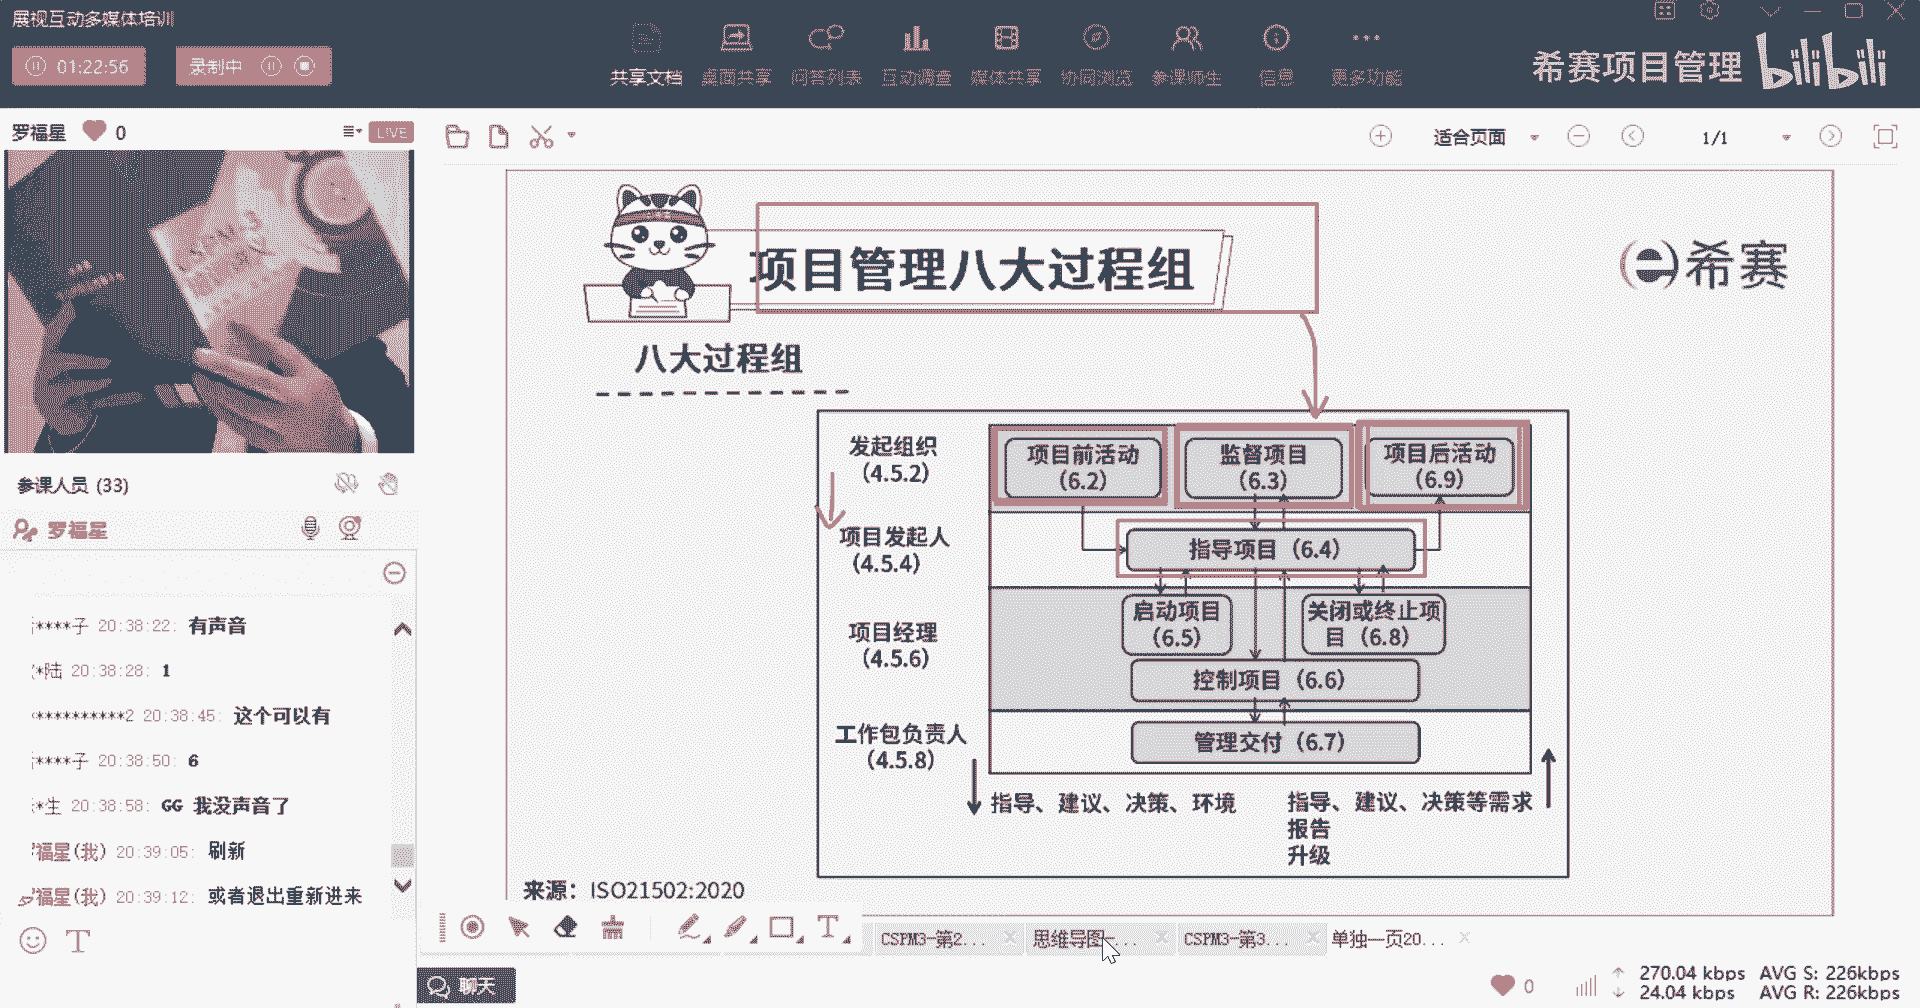 展视互动多媒体培训
01:22:56
录制中
共享文档
桌面共享
问答列表
互动调查
媒体共享
协同浏览
参课师生
信息
更多功能
希赛项目管理
bilibili
罗福星
0
LIVE
适合页面
1/1
项目管理八大过程组
希赛
八大过程组
发起组织
(4.5.2)
项目前活动
(6.2)
监督项目
(6.3)
项目后活动
(6.9)
项目发起人
(4.5.4)
指导项目（6.4）
项目经理
(4.5.6)
启动项目
(6.5)
关闭或终止项
目（6.8）
控制项目（6.6）
工作包负责人
(4.5.8)
管理交付（6.7）
指导、建议、决策、环境
指导、建议、决策等需求
报告
升级
来源：ISO21502:2020
参课人员 (33)
罗福星
****子 20:38:22: 有声音
*陆 20:38:28: 1
**********2 20:38:45: 这个可以有
****子 20:38:50: 6
*生 20:38:58: GG 我没声音了
福星(我) 20:39:05: 刷新
福星(我) 20:39:12: 或者退出重新进来
T
T
CSPM3-第2...
思维导图-...
CSPM3-第3...
单独一页20...
聊天
0
270.04 kbps AVG S: 226kbps
24.04 kbps AVG R: 226kbps